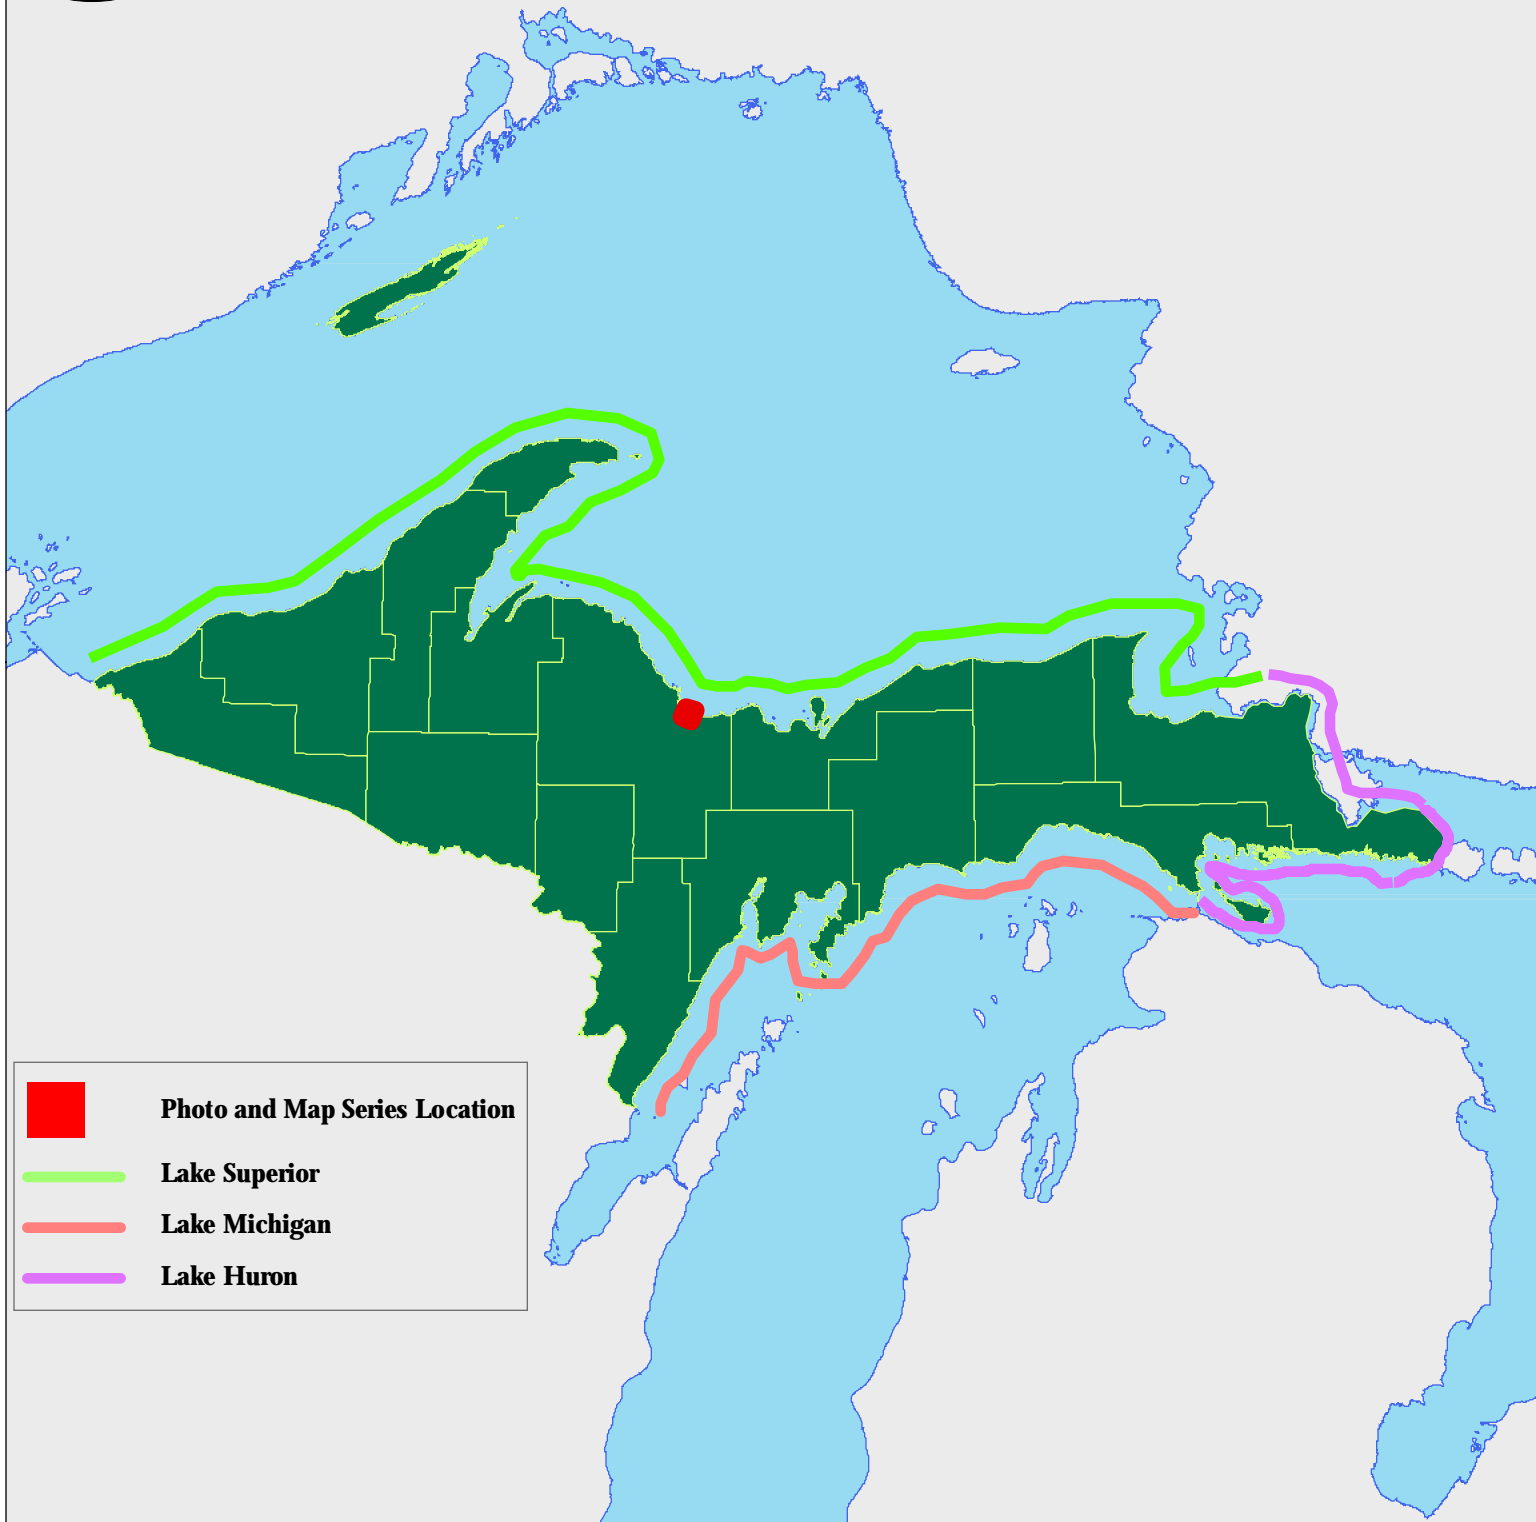 Photo and Map Series Location
Lake Superior
Lake Michigan
Lake Huron